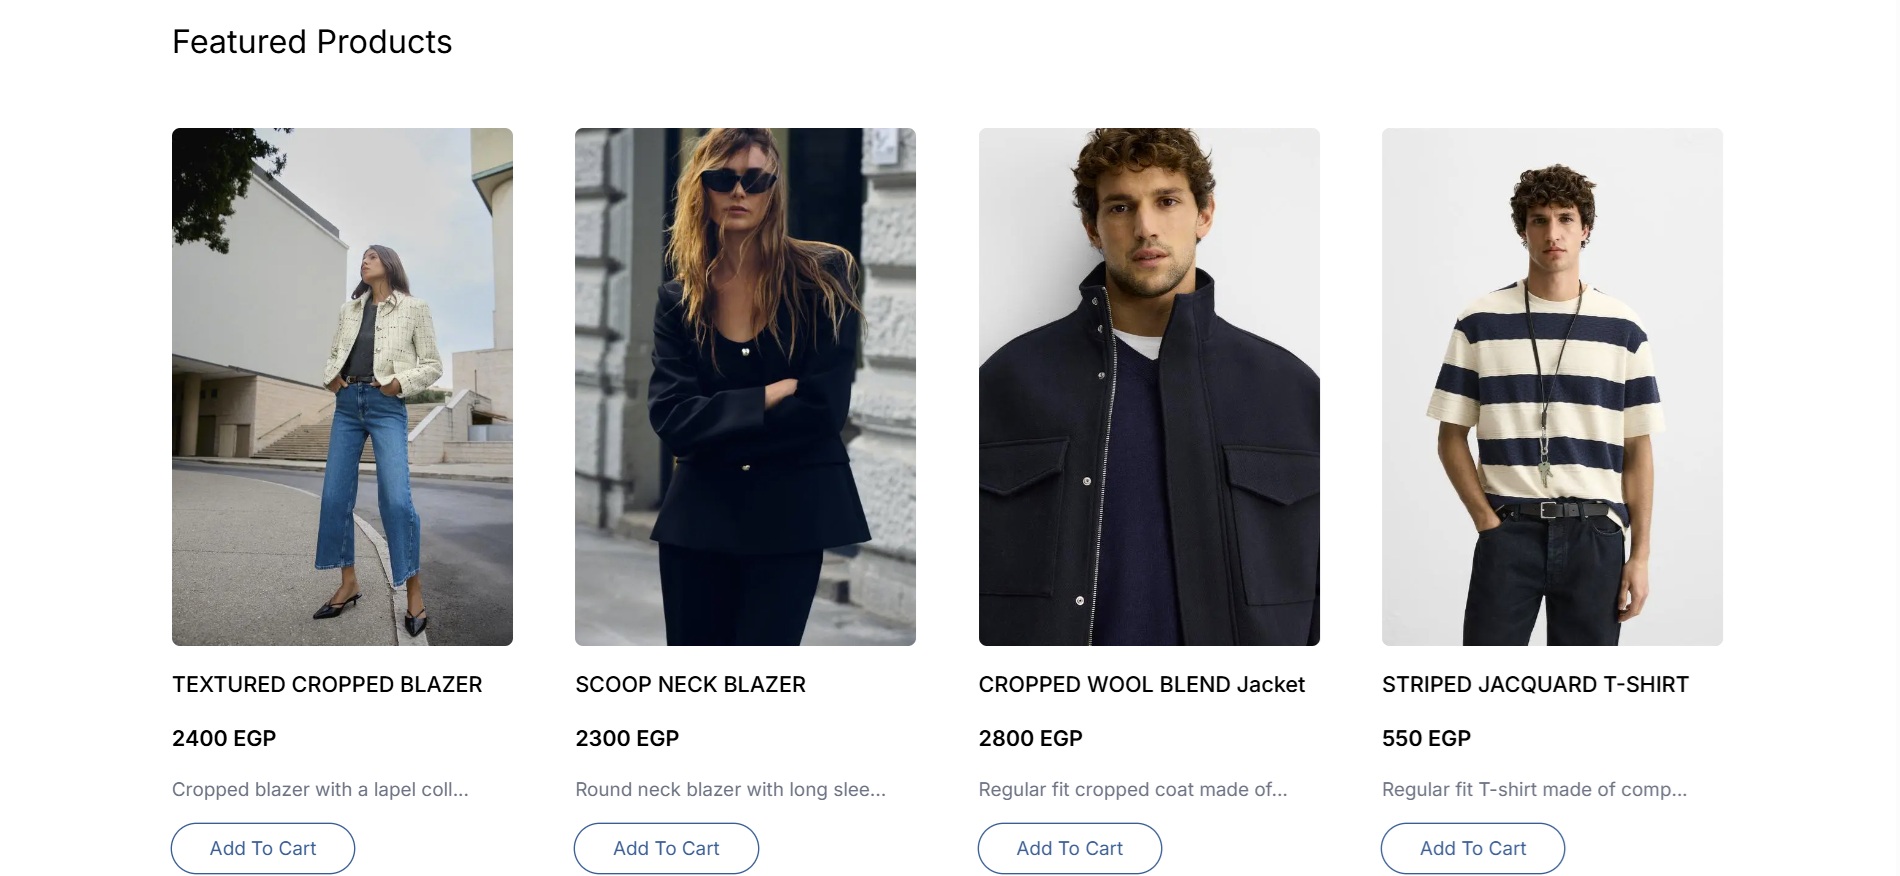 Featured Products
TEXTURED CROPPED BLAZER
2400 EGP
Cropped blazer with a lapel coll...
Add To Cart
SCOOP NECK BLAZER
2300 EGP
Round neck blazer with long slee...
Add To Cart
CROPPED WOOL BLEND Jacket
2800 EGP
Regular fit cropped coat made of...
Add To Cart
STRIPED JACQUARD T-SHIRT
550 EGP
Regular fit T-shirt made of comp...
Add To Cart